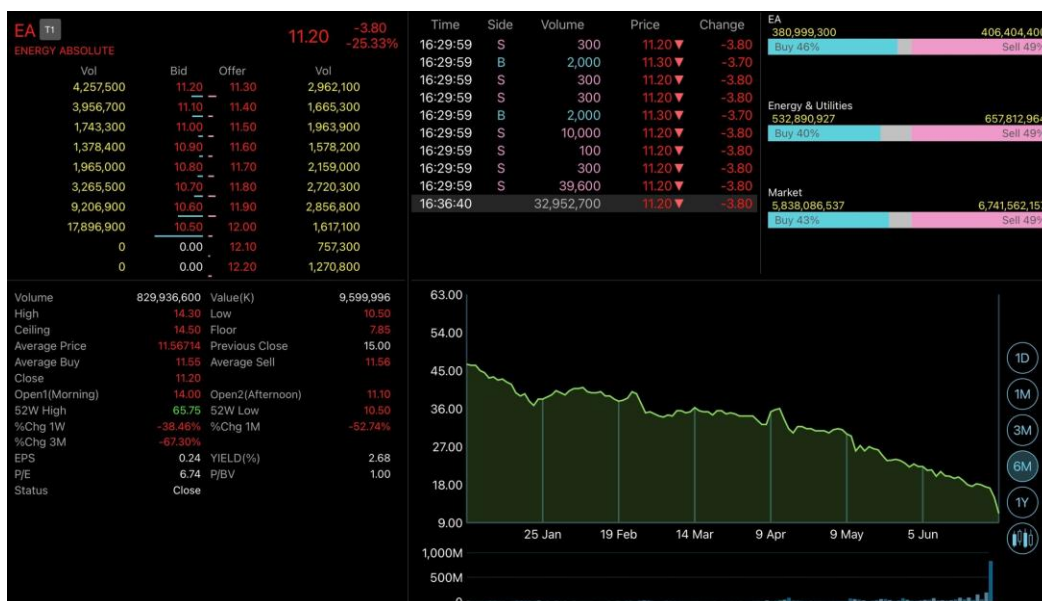 EA T1
11.20 -3.80
-25.33%
ENERGY ABSOLUTE
Vol Bid Offer Vol
4,257,500 11.20 11.30 2,962,100
3,956,700 11.10 11.40 1,665,300
1,743,300 11.00 11.50 1,963,900
1,378,400 10.90 11.60 1,578,200
1,965,000 10.80 11.70 2,159,000
3,265,500 10.70 11.80 2,720,300
9,206,900 10.60 11.90 2,856,800
17,896,900 10.50 12.00 1,617,100
0 0.00 12.10 757,300
0 0.00 12.20 1,270,800
Time Side Volume Price Change
16:29:59 S 300 11.20▼ -3.80
16:29:59 B 2,000 11.30▼ -3.70
16:29:59 S 300 11.20▼ -3.80
16:29:59 S 300 11.20▼ -3.80
16:29:59 B 2,000 11.30▼ -3.70
16:29:59 S 10,000 11.20▼ -3.80
16:29:59 S 100 11.20▼ -3.80
16:29:59 S 300 11.20▼ -3.80
16:29:59 S 39,600 11.20▼ -3.80
16:36:40 32,952,700 11.20▼ -3.80
EA
380,999,300 406,404,400
Buy 46% Sell 49%
Energy & Utilities
532,890,927 657,812,964
Buy 40% Sell 49%
Market
5,838,086,537 6,741,562,157
Buy 43% Sell 49%
Volume 829,936,600 Value(K) 9,599,996
High 14.30 Low 10.50
Ceiling 14.50 Floor 7.85
Average Price 11.56714 Previous Close 15.00
Average Buy 11.55 Average Sell 11.56
Close 11.20
Open1(Morning) 14.00 Open2(Afternoon) 11.10
52W High 65.75 52W Low 10.50
%Chg 1W -38.46% %Chg 1M -52.74%
%Chg 3M -67.30%
EPS 0.24 YIELD(%) 2.68
P/E 6.74 P/BV 1.00
Status Close
63.00
54.00
45.00
36.00
27.00
18.00
9.00
25 Jan 19 Feb 14 Mar 9 Apr 9 May 5 Jun
1,000M
500M
1D
1M
3M
6M
1Y